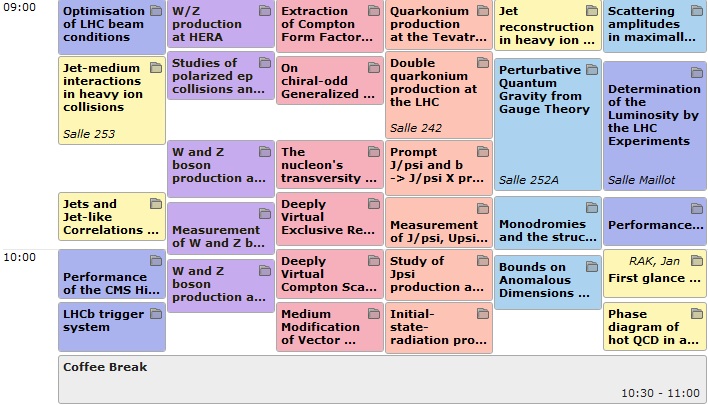 09:00
Optimisation
of LHC beam
conditions
W/Z
production
at HERA
Extraction
of Compton
Form Factor...
Quarkonium
production
at the Tevatr...
Jet
reconstruction
in heavy ion ...
Scattering
amplitudes
in maximall...
Jet-medium
interactions
in heavy ion
collisions
Salle 253
Studies of
polarized ep
collisions an...
On
chiral-odd
Generalized ...
Double
quarkonium
production at
the LHC
Salle 242
Perturbative
Quantum
Gravity from
Gauge Theory
Salle 252A
Determination
of the
Luminosity by
the LHC
Experiments
Salle Maillot
W and Z
boson
production a...
The
nucleon's
transversity ...
Prompt
J/psi and b
-> J/psi X pr...
Jets and
Jet-like
Correlations ...
Measurement
of W and Z b...
Deeply
Virtual
Exclusive Re...
Measurement
of J/psi, Upsi...
Monodromies
and the struc...
Performance...
10:00
Performance
of the CMS Hi...
W and Z
boson
production a...
Deeply
Virtual
Compton Sca...
Study of
Jpsi
production a...
Bounds on
Anomalous
Dimensions ...
RAK, Jan
First glance ...
LHCb trigger
system
Medium
Modification
of Vector ...
Initial-
state-
radiation pro...
Phase
diagram of
hot QCD in a...
Coffee Break
10:30 - 11:00